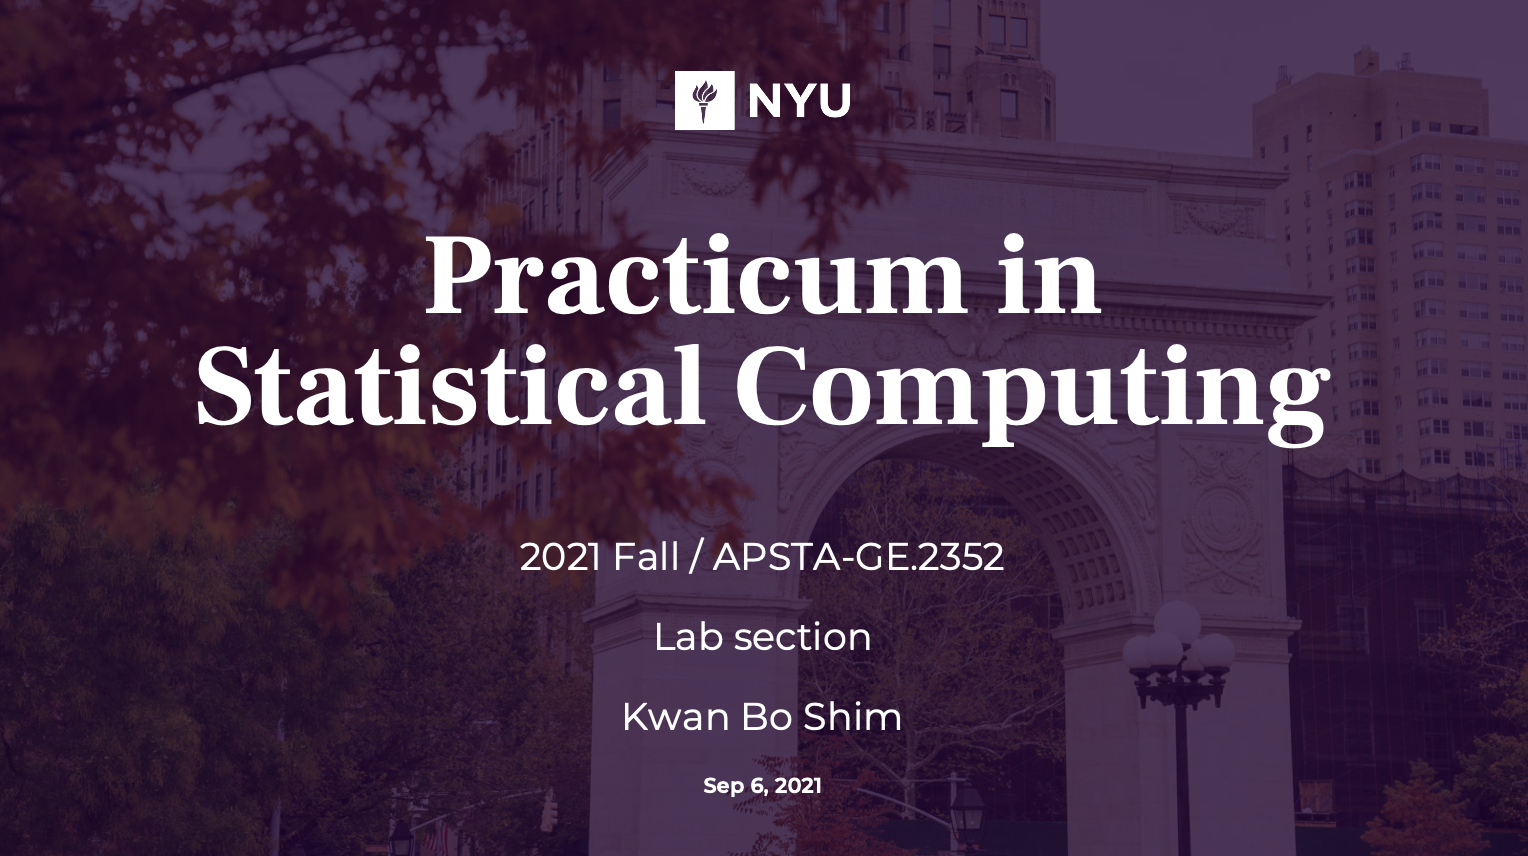 NYU
Practicum in
Statistical Computing
2021 Fall / APSTA-GE.2352
Lab section
Kwan Bo Shim
Sep 6, 2021